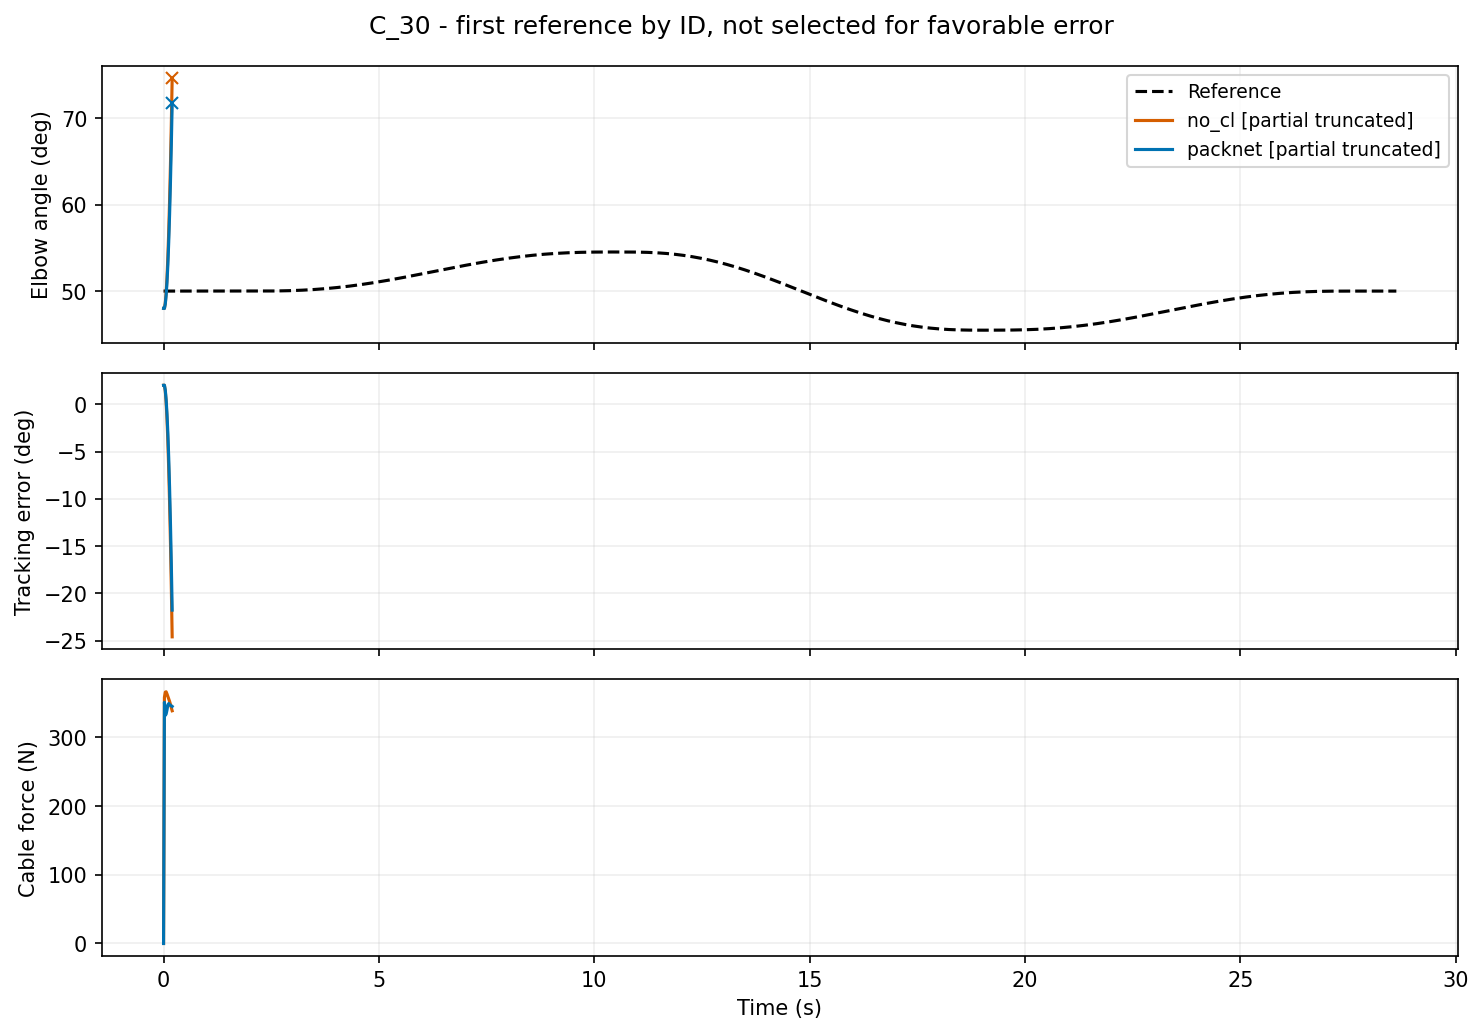 C_30 - first reference by ID, not selected for favorable error
Elbow angle (deg)
70
60
50
Reference
no_cl [partial truncated]
packnet [partial truncated]
Tracking error (deg)
0
−5
−10
−15
−20
−25
Cable force (N)
300
200
100
0
0 5 10 15 20 25 30
Time (s)